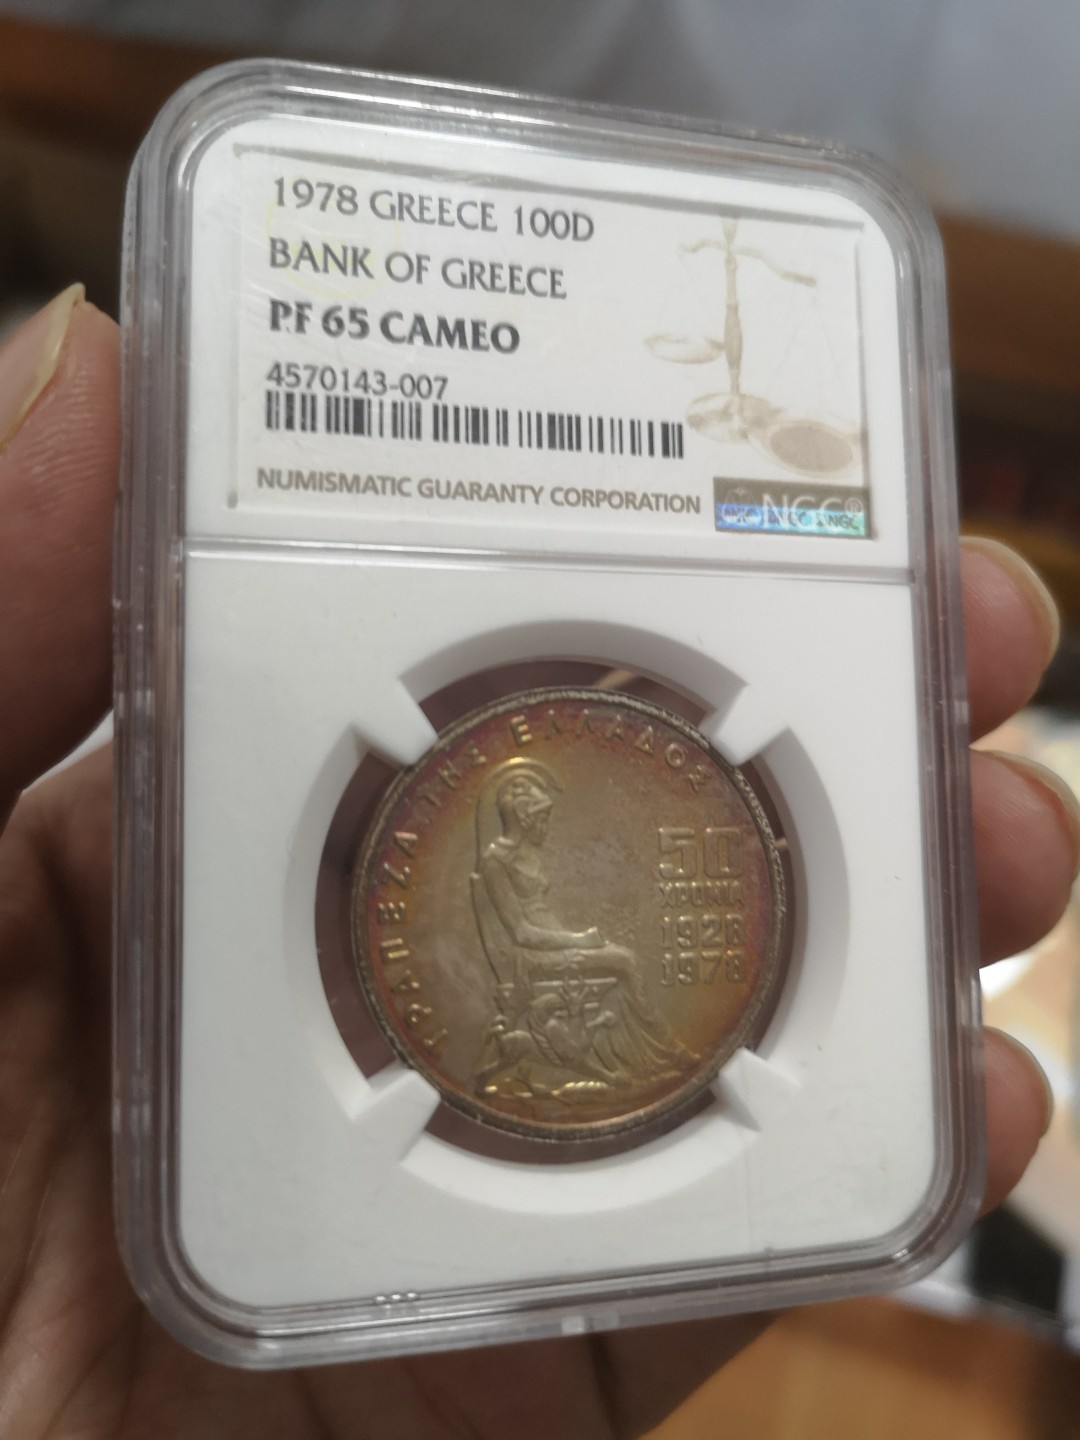 1978 GREECE 100D
BANK OF GREECE
PF 65 CAMEO
4570143-007
NUMISMATIC GUARANTY CORPORATION
NGC®
ΤΡΑΠΕΖΑ ΤΗΣ ΕΛΛΑΔΟΣ
50
ΧΡΟΝΙΑ
1928
1978